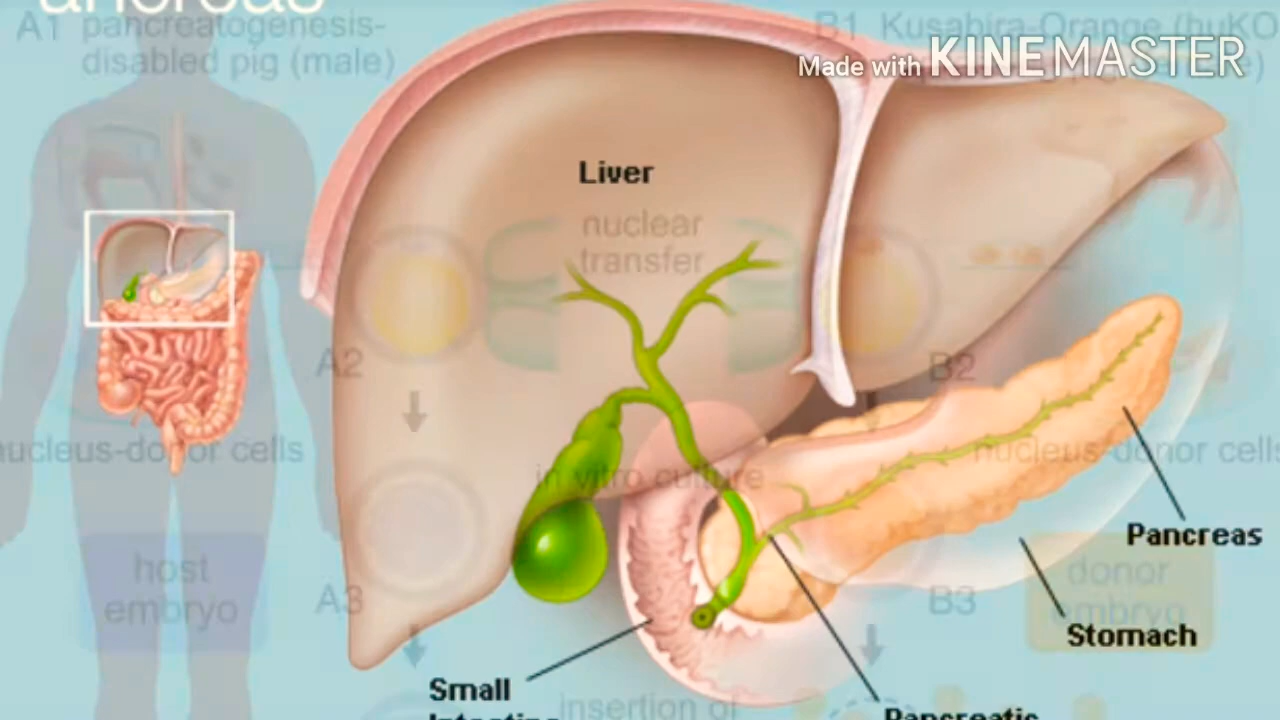 ancreas
A1 pancreatogenesis-
disabled pig (male)
B1 Kusabira-Orange (huKO
Made with KINEMASTER
Liver
nuclear
transfer
A2
B2
nucleus-donor cells
nucleus-donor cells
in vitro culture
Pancreas
host
embryo
donor
embryo
A3
B3
Stomach
Small
Intestine
insertion of
Pancreatic